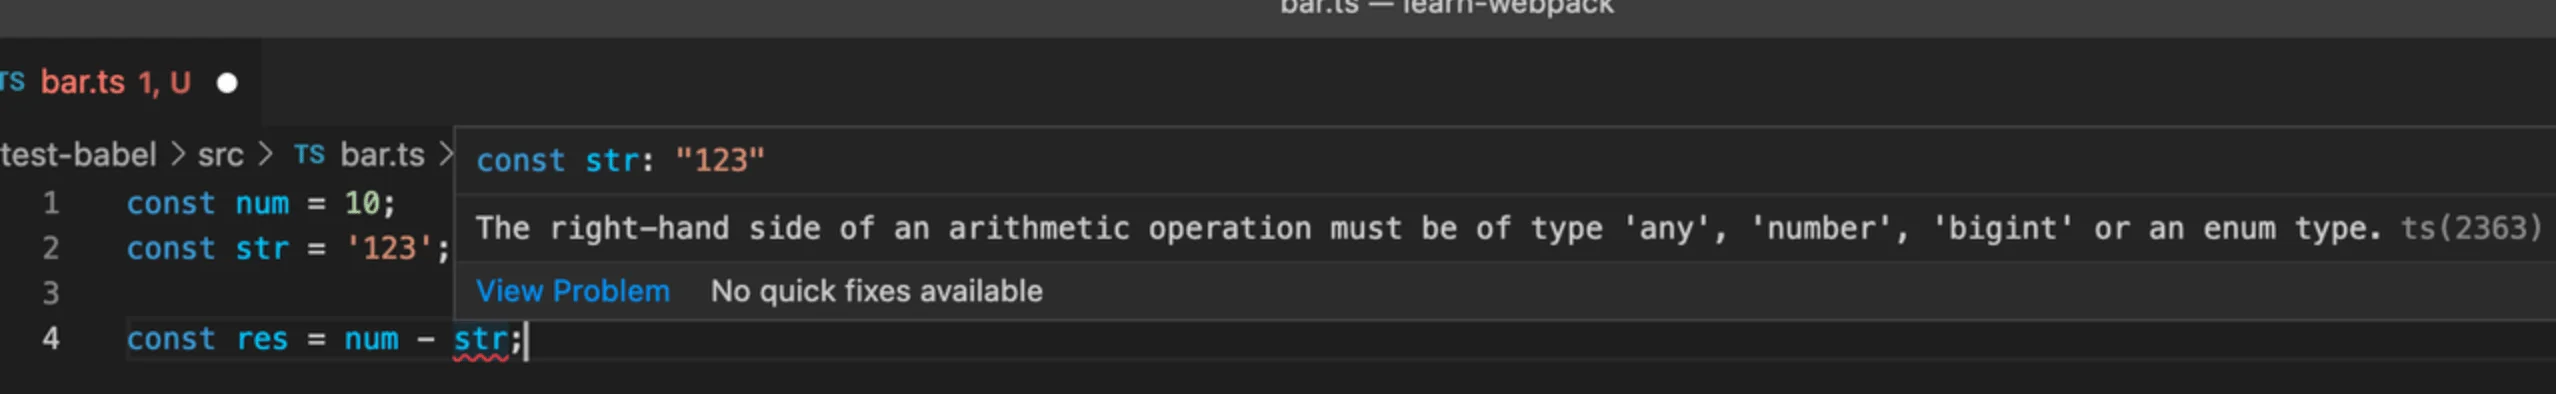 bar.ts — learn-webpack
TS bar.ts 1, U
test-babel > src > TS bar.ts >
const str: "123"
1 const num = 10;
The right-hand side of an arithmetic operation must be of type 'any', 'number', 'bigint' or an enum type. ts(2363)
2 const str = '123';
View Problem No quick fixes available
3
4 const res = num - str;